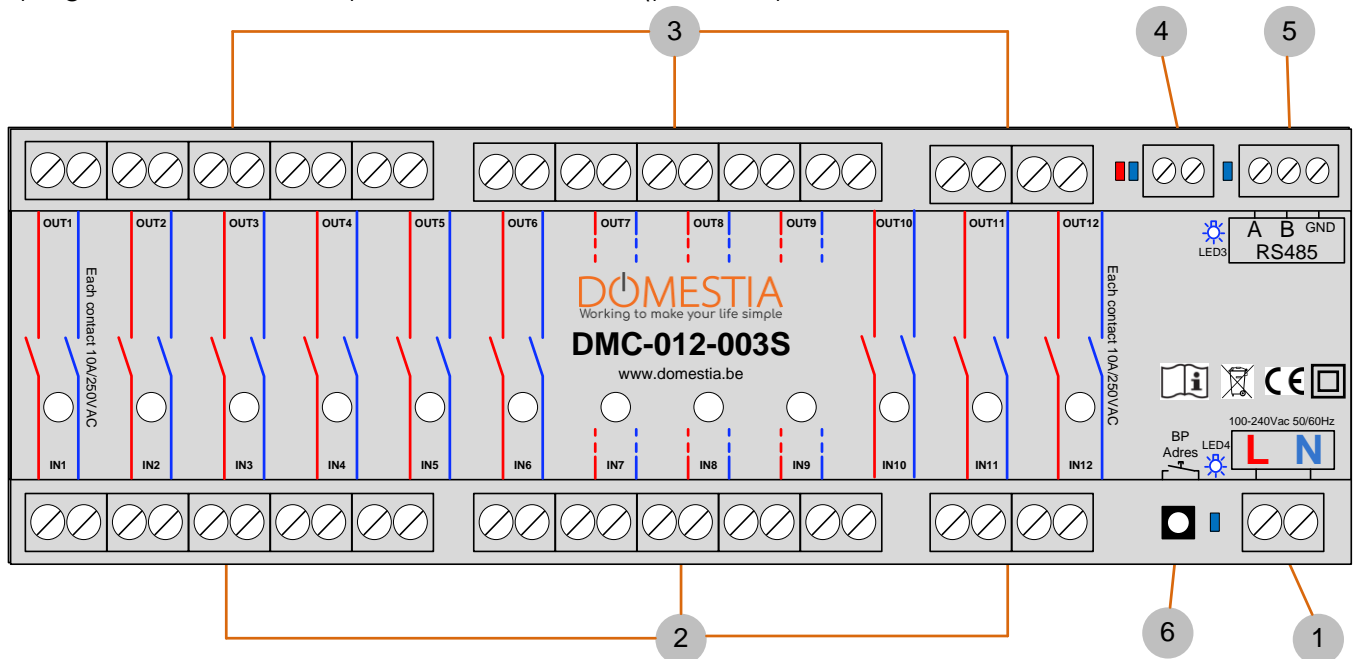 3
4
5
OUT1
OUT2
OUT3
OUT4
OUT5
OUT6
OUT7
OUT8
OUT9
OUT10
OUT11
OUT12
LED3
A B GND
RS485
Each contact 10A/250VAC
DOMESTIA
Working to make your life simple
DMC-012-003S
www.domestia.be
Each contact 10A/250VAC
i
CE
100-240Vac 50/60Hz
BP
Adres
LED4
L N
IN1
IN2
IN3
IN4
IN5
IN6
IN7
IN8
IN9
IN10
IN11
IN12
2
6
1